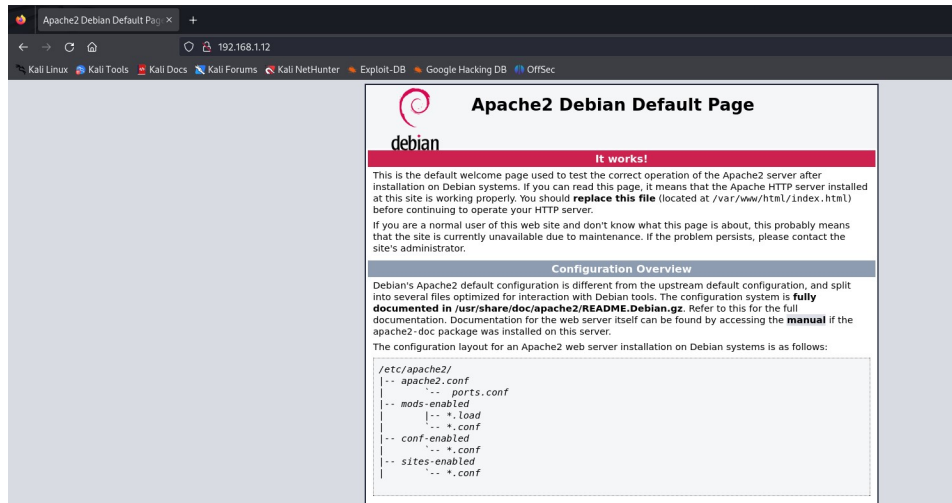 Apache2 Debian Default Pag
192.168.1.12
Kali Linux Kali Tools Kali Docs Kali Forums Kali NetHunter Exploit-DB Google Hacking DB OffSec
debian
Apache2 Debian Default Page
It works!
This is the default welcome page used to test the correct operation of the Apache2 server after
installation on Debian systems. If you can read this page, it means that the Apache HTTP server installed
at this site is working properly. You should replace this file (located at /var/www/html/index.html)
before continuing to operate your HTTP server.
If you are a normal user of this web site and don't know what this page is about, this probably means
that the site is currently unavailable due to maintenance. If the problem persists, please contact the
site's administrator.
Configuration Overview
Debian's Apache2 default configuration is different from the upstream default configuration, and split
into several files optimized for interaction with Debian tools. The configuration system is fully
documented in /usr/share/doc/apache2/README.Debian.gz. Refer to this for the full
documentation. Documentation for the web server itself can be found by accessing the manual if the
apache2-doc package was installed on this server.
The configuration layout for an Apache2 web server installation on Debian systems is as follows:
/etc/apache2/
|-- apache2.conf
|       `--  ports.conf
|-- mods-enabled
|       |-- *.load
|       `-- *.conf
|-- conf-enabled
|       `-- *.conf
|-- sites-enabled
|       `-- *.conf